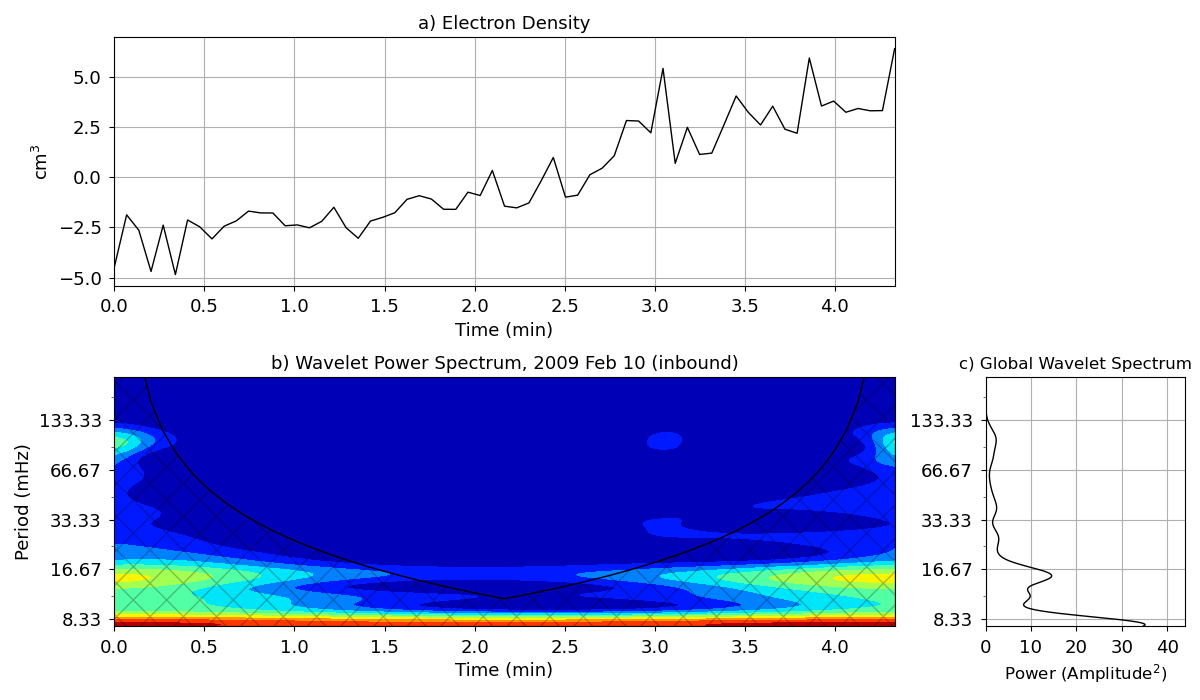 a) Electron Density
5.0
2.5
0.0
−2.5
−5.0
cm³
0.0 0.5 1.0 1.5 2.0 2.5 3.0 3.5 4.0
Time (min)
b) Wavelet Power Spectrum, 2009 Feb 10 (inbound)
133.33
66.67
33.33
16.67
8.33
Period (mHz)
0.0 0.5 1.0 1.5 2.0 2.5 3.0 3.5 4.0
Time (min)
c) Global Wavelet Spectrum
133.33
66.67
33.33
16.67
8.33
0 10 20 30 40
Power (Amplitude²)